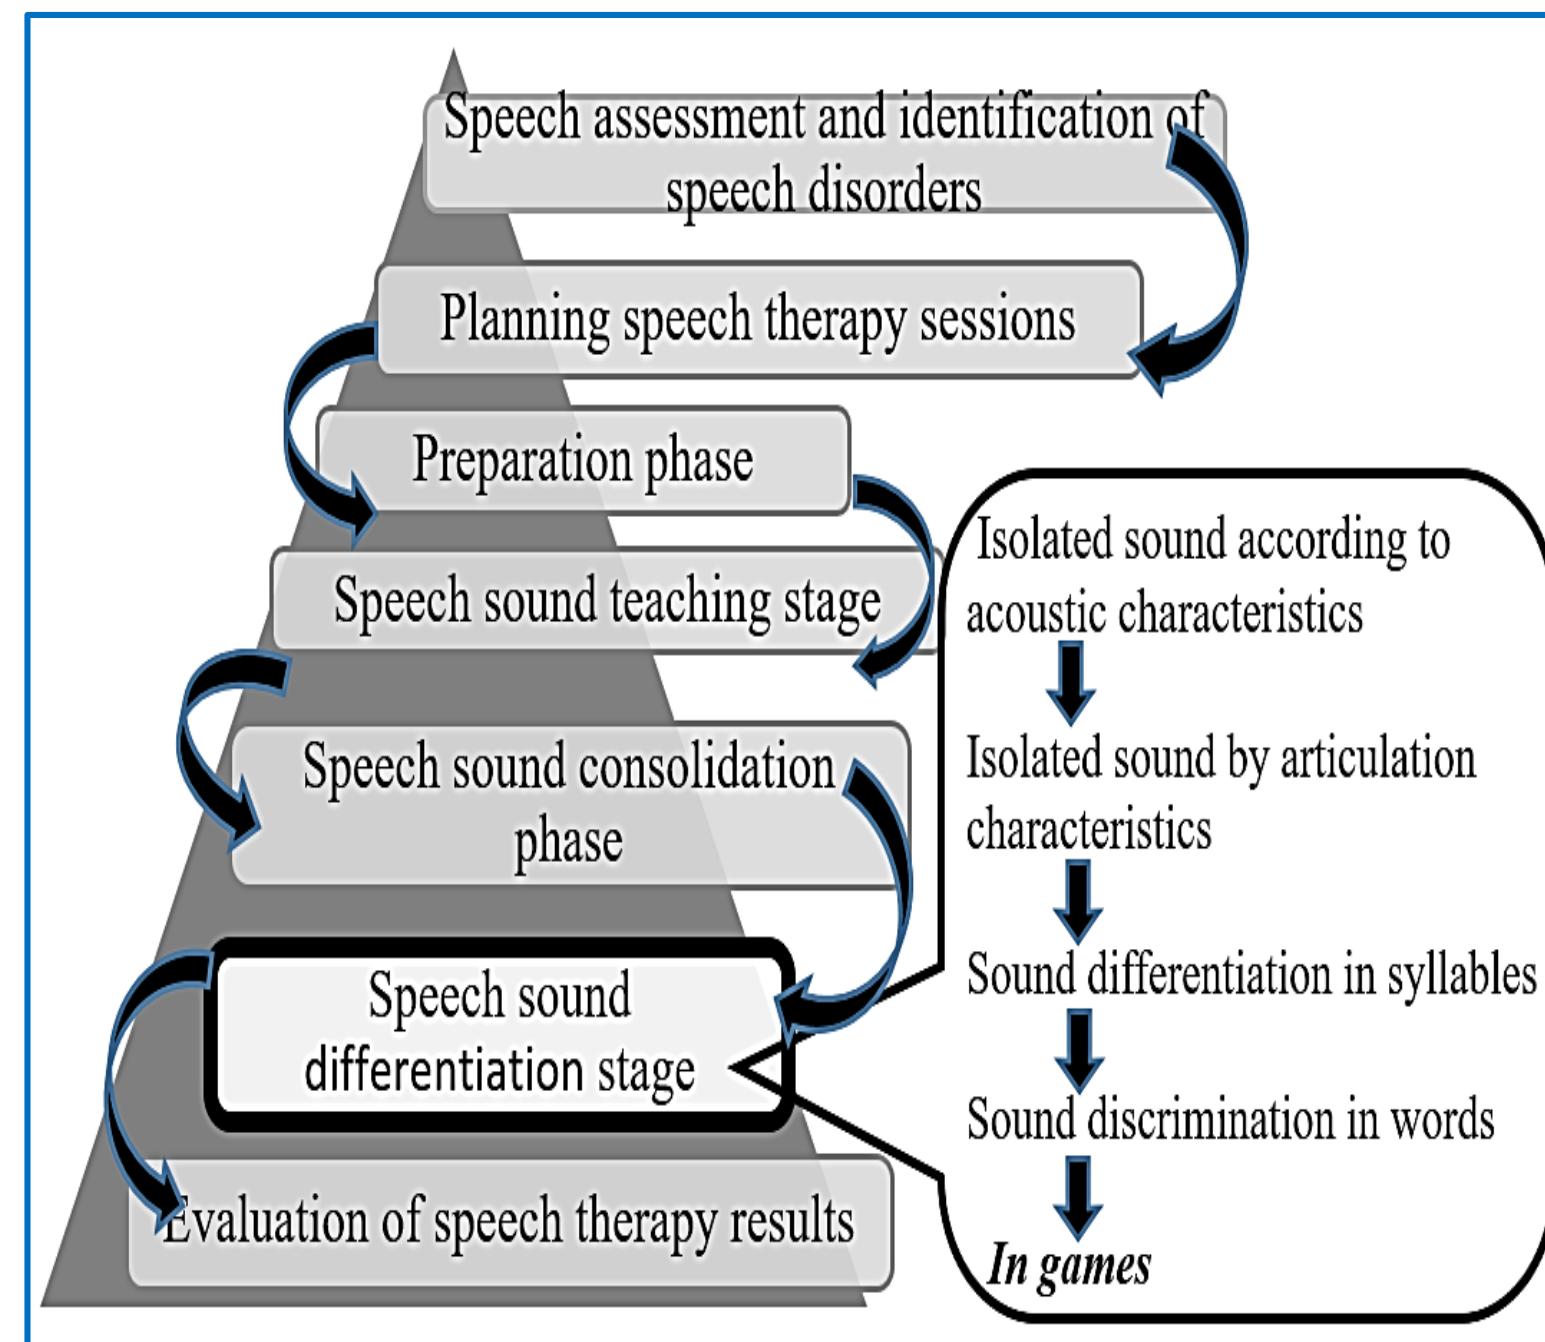 Speech assessment and identification of
speech disorders
Planning speech therapy sessions
Preparation phase
Speech sound teaching stage
Speech sound consolidation
phase
Speech sound
differentiation stage
Evaluation of speech therapy results
Isolated sound according to
acoustic characteristics
Isolated sound by articulation
characteristics
Sound differentiation in syllables
Sound discrimination in words
In games